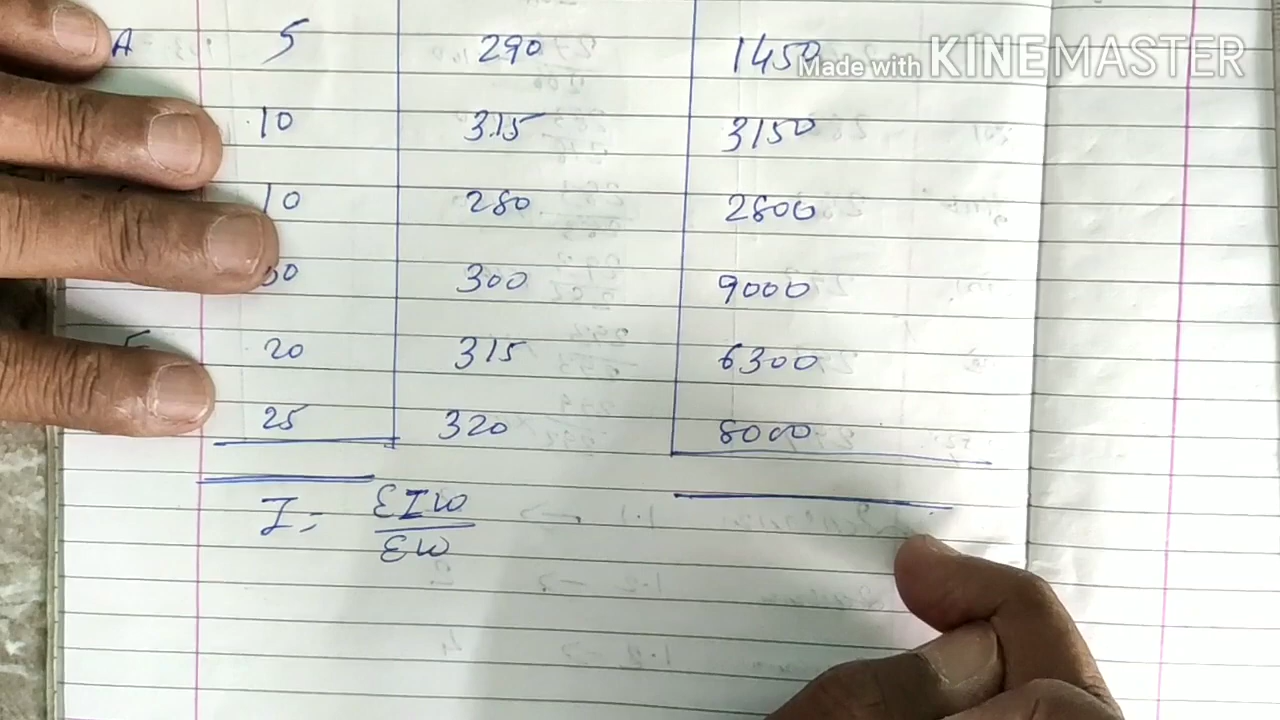 A 5 290 1450
Made with KINEMASTER
10 315 3150
10 280 2800
30 300 9000
20 315 6300
25 320 8000
I = ΣIW
ΣW